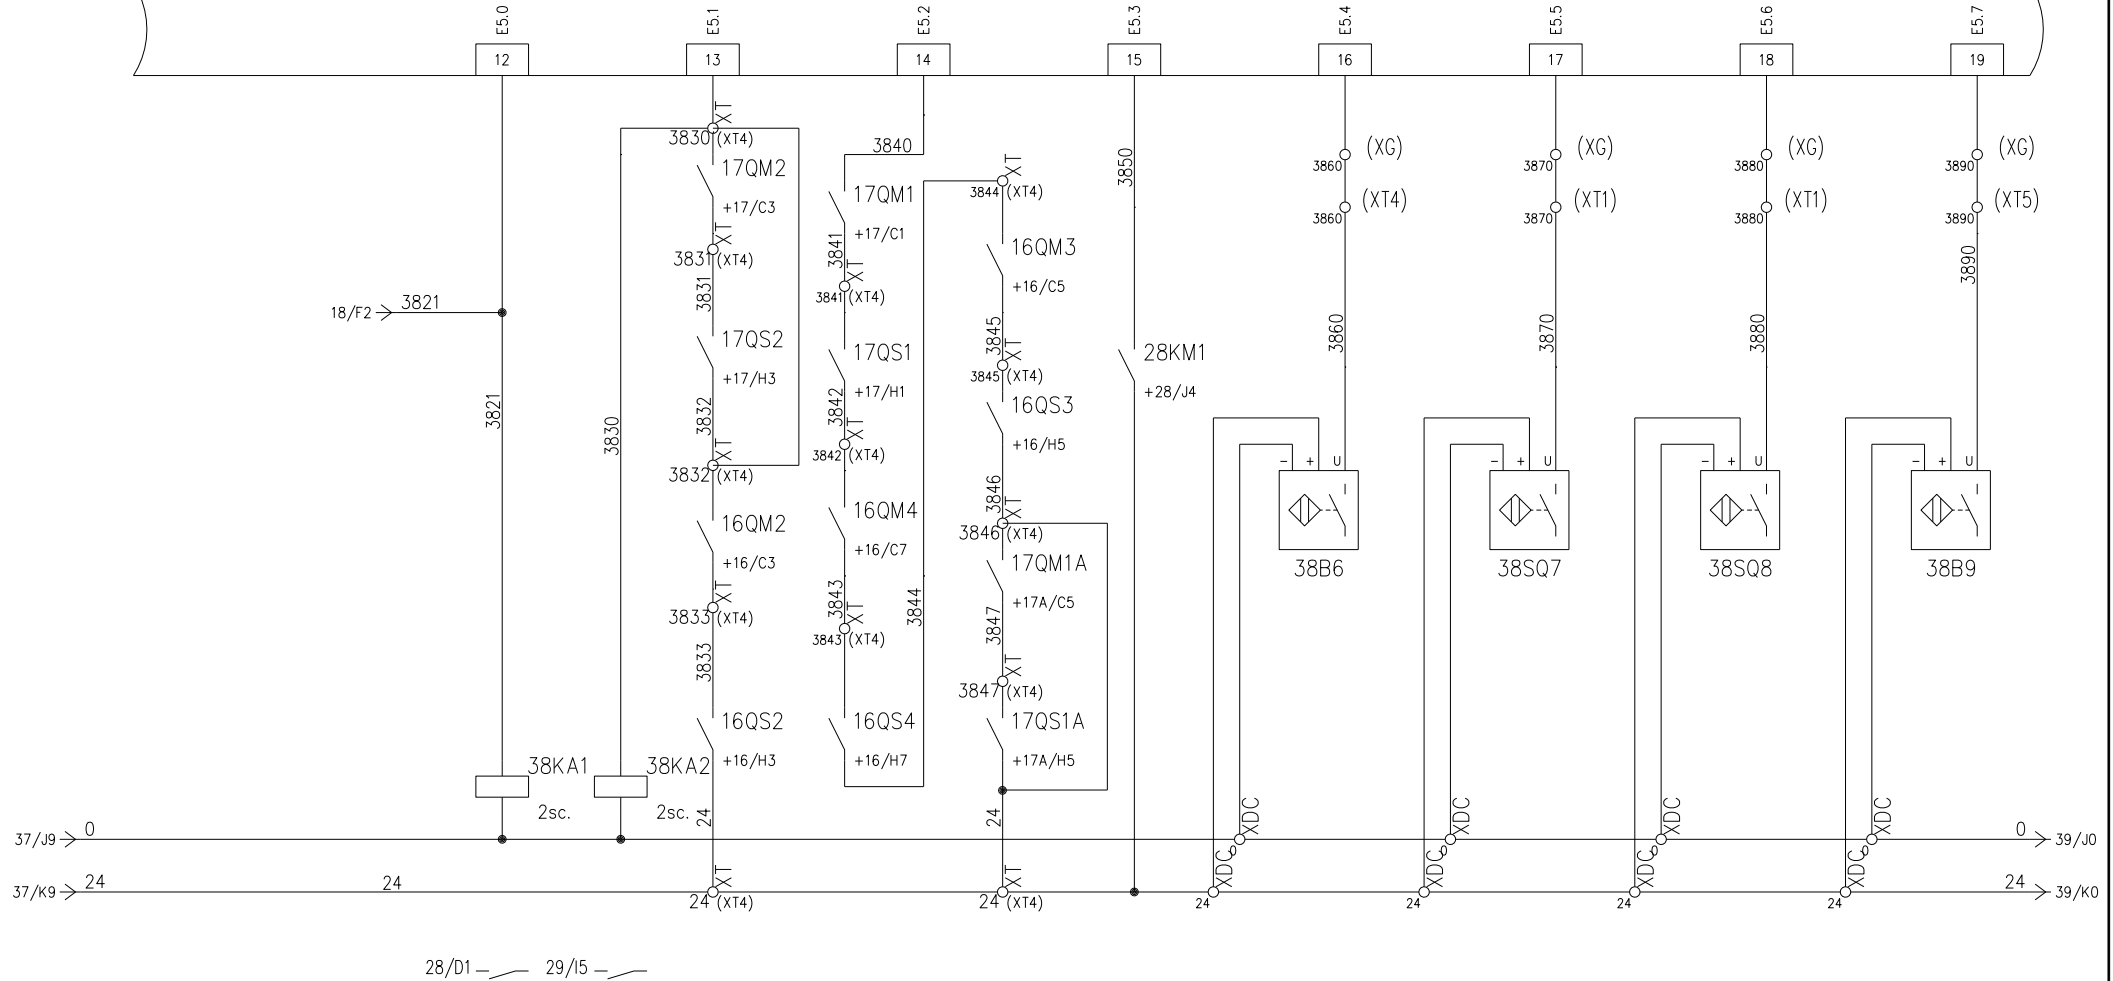 E5.0 E5.1 E5.2 E5.3 E5.4 E5.5 E5.6 E5.7
12 13 14 15 16 17 18 19
XT
3830 (XT4)
17QM2
+17/C3
XT
3831 (XT4)
3831
17QS2
+17/H3
3832
XT
3832 (XT4)
16QM2
+16/C3
XT
3833 (XT4)
3833
16QS2
+16/H3
24
XT
24 (XT4)
18/F2 3821
3821
3830
38KA1
2sc.
38KA2
2sc.
3840
17QM1
+17/C1
3841
XT
3841 (XT4)
17QS1
+17/H1
3842
XT
3842 (XT4)
16QM4
+16/C7
3843
XT
3843 (XT4)
16QS4
+16/H7
3844
XT
3844 (XT4)
16QM3
+16/C5
3845
XT
3845 (XT4)
16QS3
+16/H5
3846
XT
3846 (XT4)
17QM1A
+17A/C5
3847
XT
3847 (XT4)
17QS1A
+17A/H5
24
XT
24 (XT4)
3850
28KM1
+28/J4
3860 (XG)
3860 (XT4)
3860
- + U
38B6
XDC
0
XDC
24
3870 (XG)
3870 (XT1)
3870
- + U
38SQ7
XDC
0
XDC
24
3880 (XG)
3880 (XT1)
3880
- + U
38SQ8
XDC
0
XDC
24
3890 (XG)
3890 (XT5)
3890
- + U
38B9
XDC
0
XDC
24
37/J9 0 0 39/J0
37/K9 24 24 24 39/K0
28/D1 29/I5